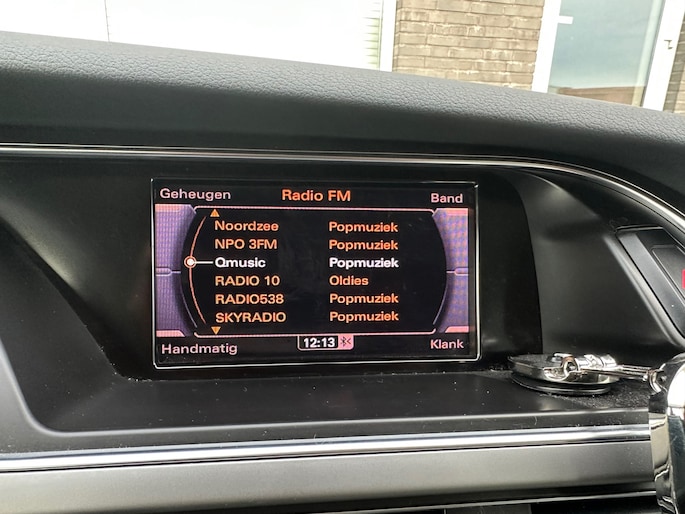 Geheugen Radio FM Band
Noordzee Popmuziek
NPO 3FM Popmuziek
Qmusic Popmuziek
RADIO 10 Oldies
RADIO538 Popmuziek
SKYRADIO Popmuziek
Handmatig 12:13 Klank